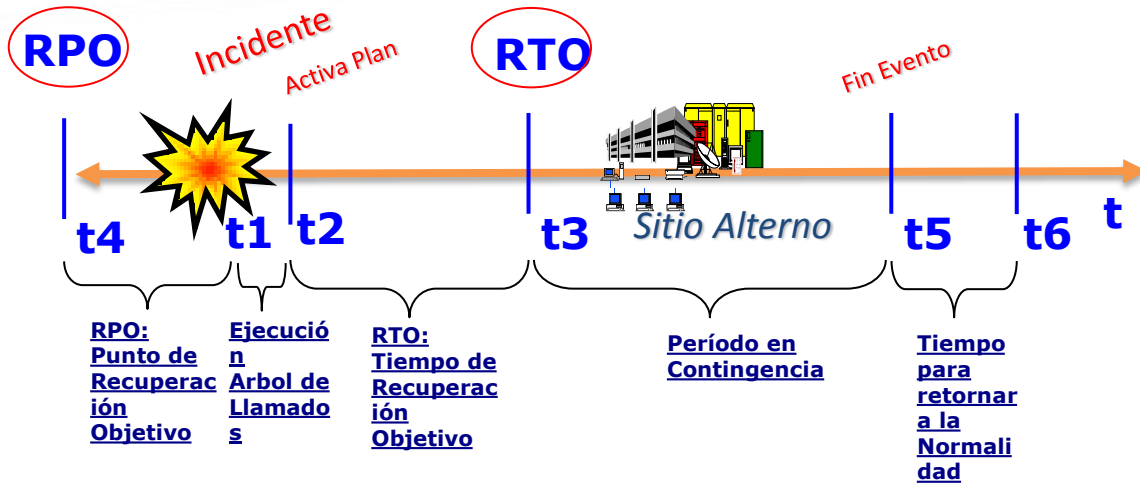 RPO
Incidente
Activa Plan
RTO
Fin Evento
t4
t1
t2
t3
Sitio Alterno
t5
t6
t
RPO:
Punto de
Recuperac
ión
Objetivo
Ejecució
n
Arbol de
Llamado
s
RTO:
Tiempo de
Recuperac
ión
Objetivo
Período en
Contingencia
Tiempo
para
retornar
a la
Normali
dad